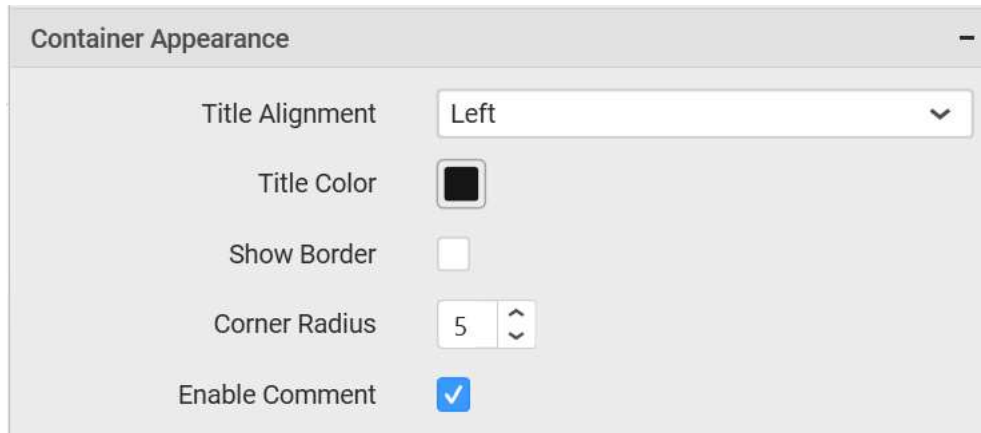 Container Appearance
Title Alignment Left
Title Color
Show Border
Corner Radius 5
Enable Comment